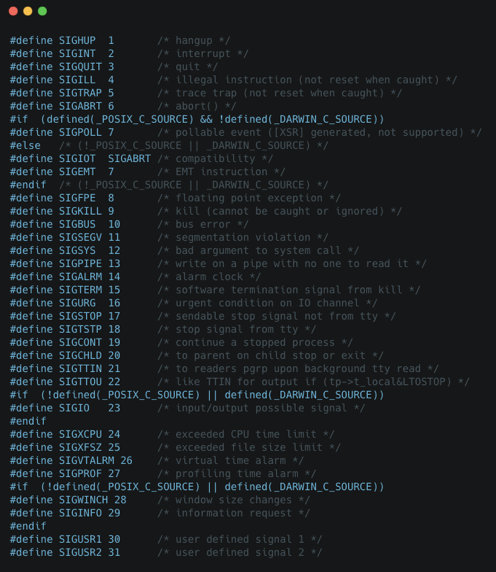 #define SIGHUP  1       /* hangup */
#define SIGINT  2       /* interrupt */
#define SIGQUIT 3       /* quit */
#define SIGILL  4       /* illegal instruction (not reset when caught) */
#define SIGTRAP 5       /* trace trap (not reset when caught) */
#define SIGABRT 6       /* abort() */
#if  (defined(_POSIX_C_SOURCE) && !defined(_DARWIN_C_SOURCE))
#define SIGPOLL 7       /* pollable event ([XSR] generated, not supported) */
#else   /* (!_POSIX_C_SOURCE || _DARWIN_C_SOURCE) */
#define SIGIOT  SIGABRT /* compatibility */
#define SIGEMT  7       /* EMT instruction */
#endif  /* (!_POSIX_C_SOURCE || _DARWIN_C_SOURCE) */
#define SIGFPE  8       /* floating point exception */
#define SIGKILL 9       /* kill (cannot be caught or ignored) */
#define SIGBUS  10      /* bus error */
#define SIGSEGV 11      /* segmentation violation */
#define SIGSYS  12      /* bad argument to system call */
#define SIGPIPE 13      /* write on a pipe with no one to read it */
#define SIGALRM 14      /* alarm clock */
#define SIGTERM 15      /* software termination signal from kill */
#define SIGURG  16      /* urgent condition on IO channel */
#define SIGSTOP 17      /* sendable stop signal not from tty */
#define SIGTSTP 18      /* stop signal from tty */
#define SIGCONT 19      /* continue a stopped process */
#define SIGCHLD 20      /* to parent on child stop or exit */
#define SIGTTIN 21      /* to readers pgrp upon background tty read */
#define SIGTTOU 22      /* like TTIN for output if (tp->t_local&LTOSTOP) */
#if  (!defined(_POSIX_C_SOURCE) || defined(_DARWIN_C_SOURCE))
#define SIGIO   23      /* input/output possible signal */
#endif
#define SIGXCPU 24      /* exceeded CPU time limit */
#define SIGXFSZ 25      /* exceeded file size limit */
#define SIGVTALRM 26    /* virtual time alarm */
#define SIGPROF 27      /* profiling time alarm */
#if  (!defined(_POSIX_C_SOURCE) || defined(_DARWIN_C_SOURCE))
#define SIGWINCH 28     /* window size changes */
#define SIGINFO 29      /* information request */
#endif
#define SIGUSR1 30      /* user defined signal 1 */
#define SIGUSR2 31      /* user defined signal 2 */